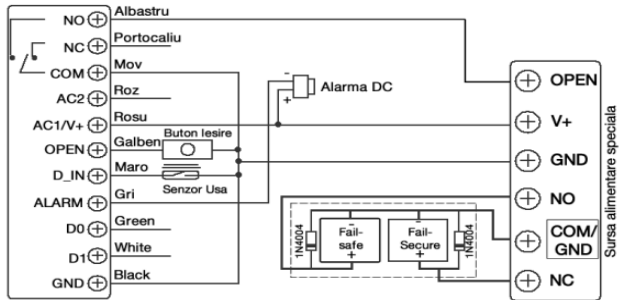 NO Albastru
NC Portocaliu
COM Mov
AC2 Roz
AC1/V+ Rosu
OPEN Galben
D_IN Maro
ALARM Gri
D0 Green
D1 White
GND Black
Buton Iesire
Senzor Usa
- Alarma DC
+
1N4004
-
Fail-
safe
+
-
Fail-
Secure
+
1N4004
OPEN
V+
GND
NO
COM/
GND
NC
Sursa alimentare speciala